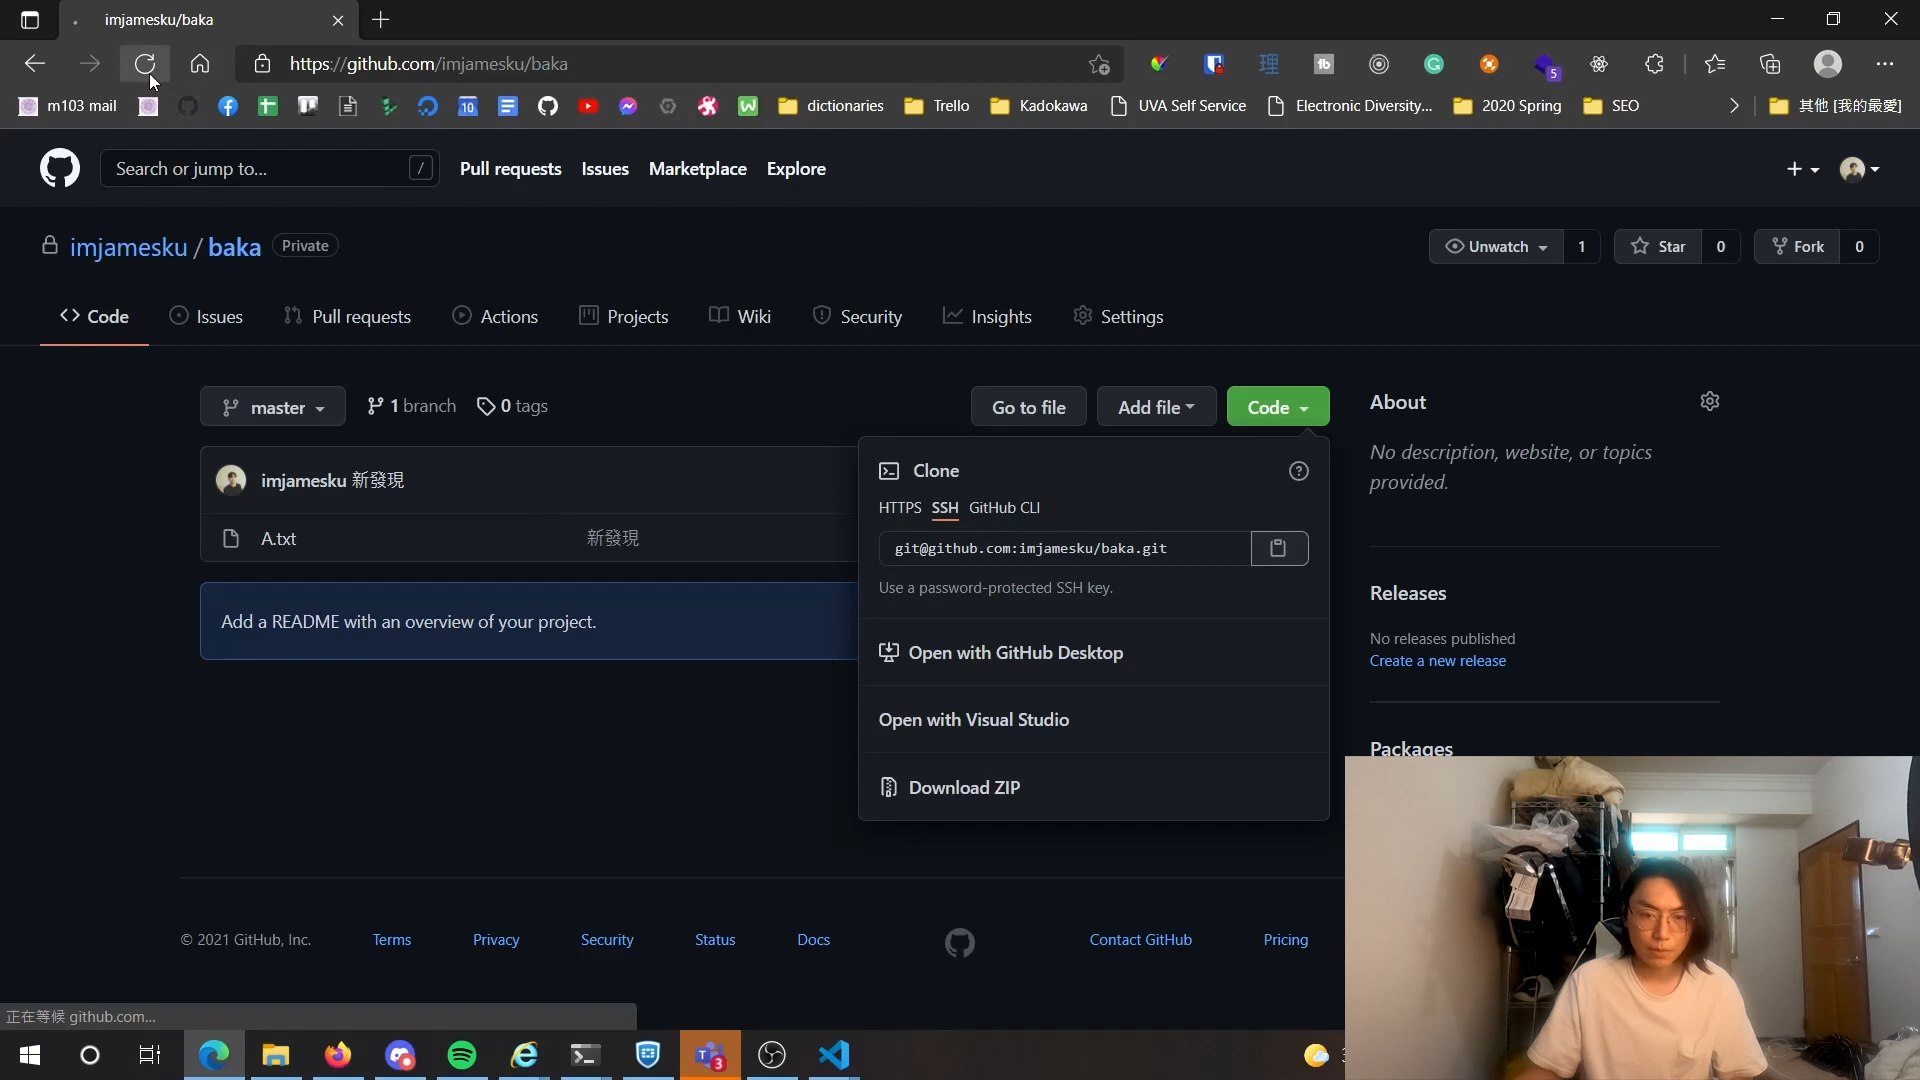 imjamesku/baka
https://github.com/imjamesku/baka
5
m103 mail
10
dictionaries
Trello
Kadokawa
UVA Self Service
Electronic Diversity...
2020 Spring
SEO
其他 [我的最愛]
Search or jump to...
/
Pull requests
Issues
Marketplace
Explore
imjamesku / baka
Private
Unwatch
1
Star
0
Fork
0
Code
Issues
Pull requests
Actions
Projects
Wiki
Security
Insights
Settings
master
1 branch
0 tags
Go to file
Add file
Code
About
No description, website, or topics
provided.
imjamesku 新發現
A.txt
新發現
Add a README with an overview of your project.
Clone
HTTPS
SSH
GitHub CLI
git@github.com:imjamesku/baka.git
Use a password-protected SSH key.
Open with GitHub Desktop
Open with Visual Studio
Download ZIP
Releases
No releases published
Create a new release
Packages
© 2021 GitHub, Inc.
Terms
Privacy
Security
Status
Docs
Contact GitHub
Pricing
正在等候 github.com...
3